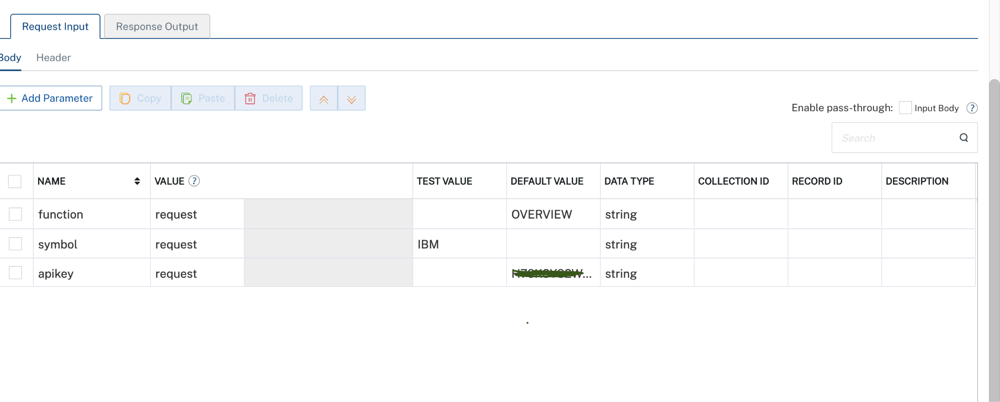 Request Input Response Output
Body Header
Add Parameter Copy Paste Delete
Enable pass-through: Input Body ?
Search
NAME VALUE ? TEST VALUE DEFAULT VALUE DATA TYPE COLLECTION ID RECORD ID DESCRIPTION
function request OVERVIEW string
symbol request IBM string
apikey request string